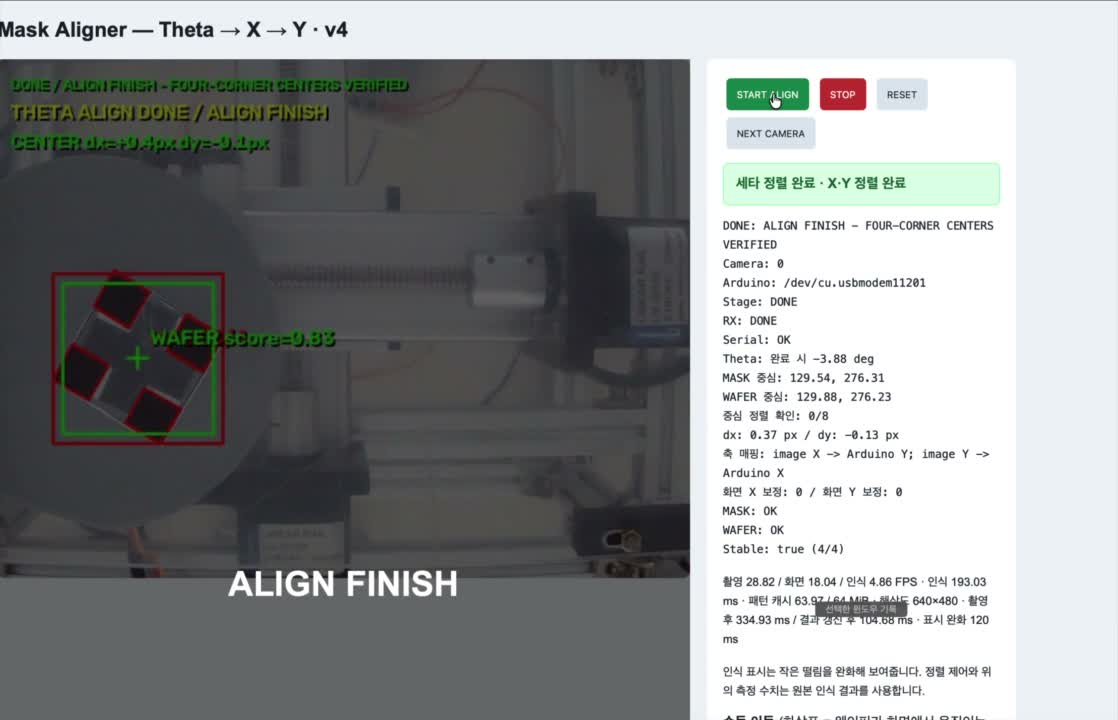 Mask Aligner — Theta → X → Y · v4
DONE / ALIGN FINISH - FOUR-CORNER CENTERS VERIFIED
THETA ALIGN DONE / ALIGN FINISH
CENTER dx=+0.4px dy=-0.1px
WAFER score=0.83
ALIGN FINISH
START ALIGN
STOP
RESET
NEXT CAMERA
세타 정렬 완료 · X·Y 정렬 완료
DONE: ALIGN FINISH – FOUR-CORNER CENTERS
VERIFIED
Camera: 0
Arduino: /dev/cu.usbmodem11201
Stage: DONE
RX: DONE
Serial: OK
Theta: 완료 시 -3.88 deg
MASK 중심: 129.54, 276.31
WAFER 중심: 129.88, 276.23
중심 정렬 확인: 0/8
dx: 0.37 px / dy: -0.13 px
축 매핑: image X -> Arduino Y; image Y ->
Arduino X
화면 X 보정: 0 / 화면 Y 보정: 0
MASK: OK
WAFER: OK
Stable: true (4/4)
촬영 28.82 / 화면 18.04 / 인식 4.86 FPS · 인식 193.03
ms · 패턴 캐시 63.97 / 64 MiB · 해상도 640×480 · 촬영
선택한 윈도우 기록
후 334.93 ms / 결과 갱신 후 104.68 ms · 표시 완화 120
ms
인식 표시는 작은 떨림을 완화해 보여줍니다. 정렬 제어와 위
의 측정 수치는 원본 인식 결과를 사용합니다.